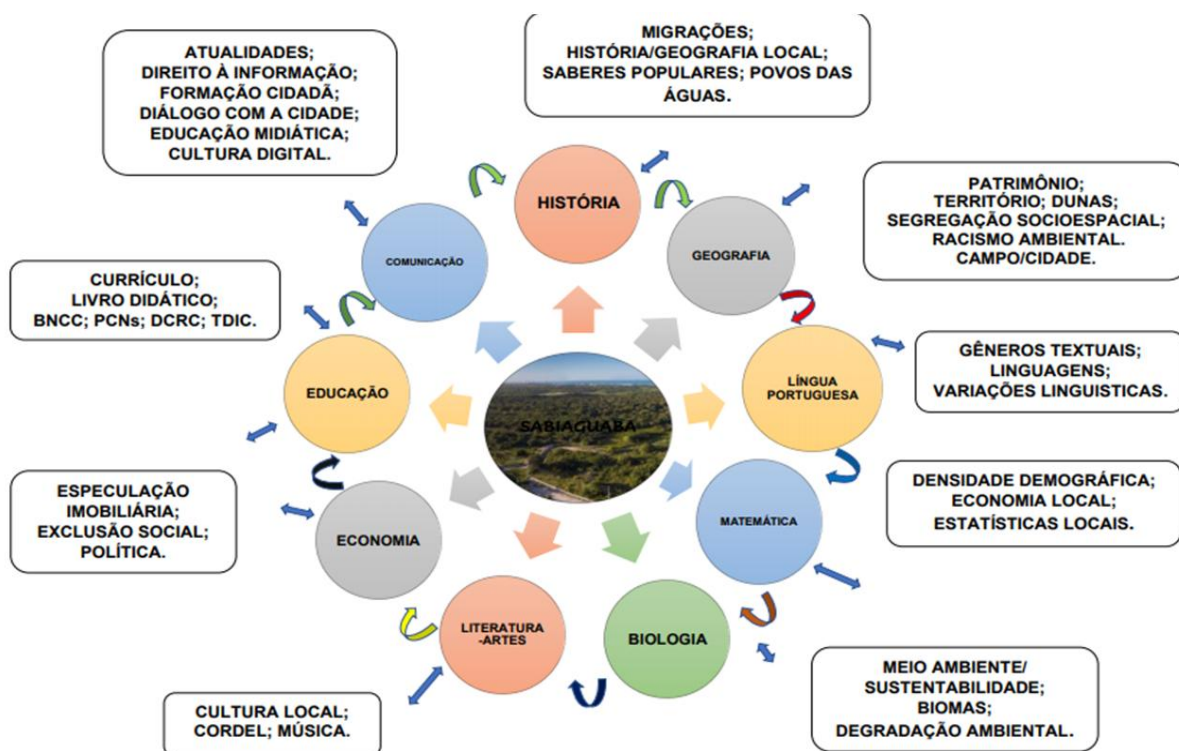 MIGRAÇÕES;
HISTÓRIA/GEOGRAFIA LOCAL;
SABERES POPULARES; POVOS DAS
ÁGUAS.
ATUALIDADES;
DIREITO À INFORMAÇÃO;
FORMAÇÃO CIDADÃ;
DIÁLOGO COM A CIDADE;
EDUCAÇÃO MIDIÁTICA;
CULTURA DIGITAL.
HISTÓRIA
PATRIMÔNIO;
TERRITÓRIO; DUNAS;
SEGREGAÇÃO SOCIOESPACIAL;
RACISMO AMBIENTAL.
CAMPO/CIDADE.
COMUNICAÇÃO
GEOGRAFIA
CURRÍCULO;
LIVRO DIDÁTICO;
BNCC; PCNs; DCRC; TDIC.
GÊNEROS TEXTUAIS;
LINGUAGENS;
VARIAÇÕES LINGUISTICAS.
EDUCAÇÃO
LÍNGUA
PORTUGUESA
SABIAGUABA
ESPECULAÇÃO
IMOBILIÁRIA;
EXCLUSÃO SOCIAL;
POLÍTICA.
DENSIDADE DEMOGRÁFICA;
ECONOMIA LOCAL;
ESTATÍSTICAS LOCAIS.
ECONOMIA
MATEMÁTICA
LITERATURA
-ARTES
BIOLOGIA
MEIO AMBIENTE/
SUSTENTABILIDADE;
BIOMAS;
DEGRADAÇÃO AMBIENTAL.
CULTURA LOCAL;
CORDEL; MÚSICA.